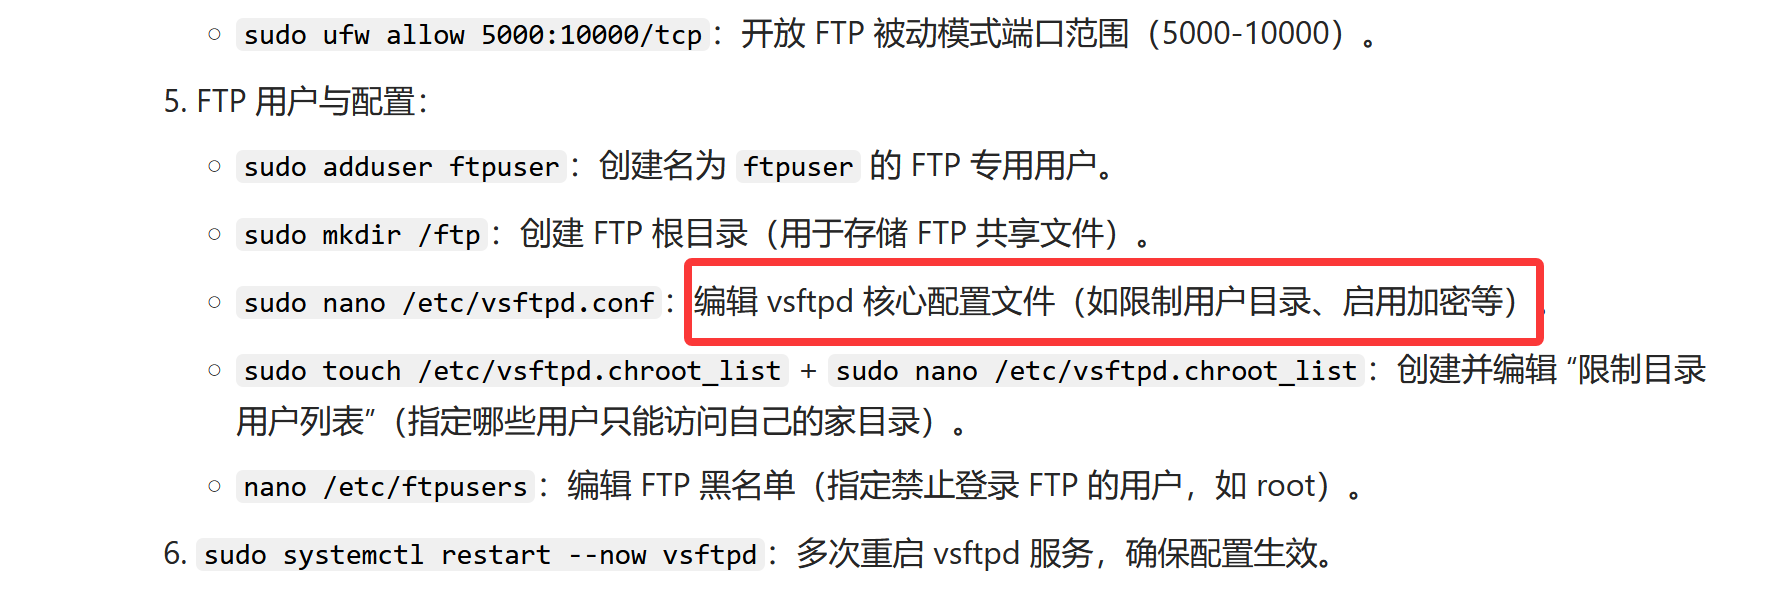 sudo ufw allow 5000:10000/tcp：开放 FTP 被动模式端口范围（5000-10000）。
5. FTP 用户与配置：
sudo adduser ftpuser：创建名为 ftpuser 的 FTP 专用用户。
sudo mkdir /ftp：创建 FTP 根目录（用于存储 FTP 共享文件）。
sudo nano /etc/vsftpd.conf：编辑 vsftpd 核心配置文件（如限制用户目录、启用加密等）。
sudo touch /etc/vsftpd.chroot_list + sudo nano /etc/vsftpd.chroot_list：创建并编辑 “限制目录
用户列表”（指定哪些用户只能访问自己的家目录）。
nano /etc/ftpusers：编辑 FTP 黑名单（指定禁止登录 FTP 的用户，如 root）。
6. sudo systemctl restart --now vsftpd：多次重启 vsftpd 服务，确保配置生效。